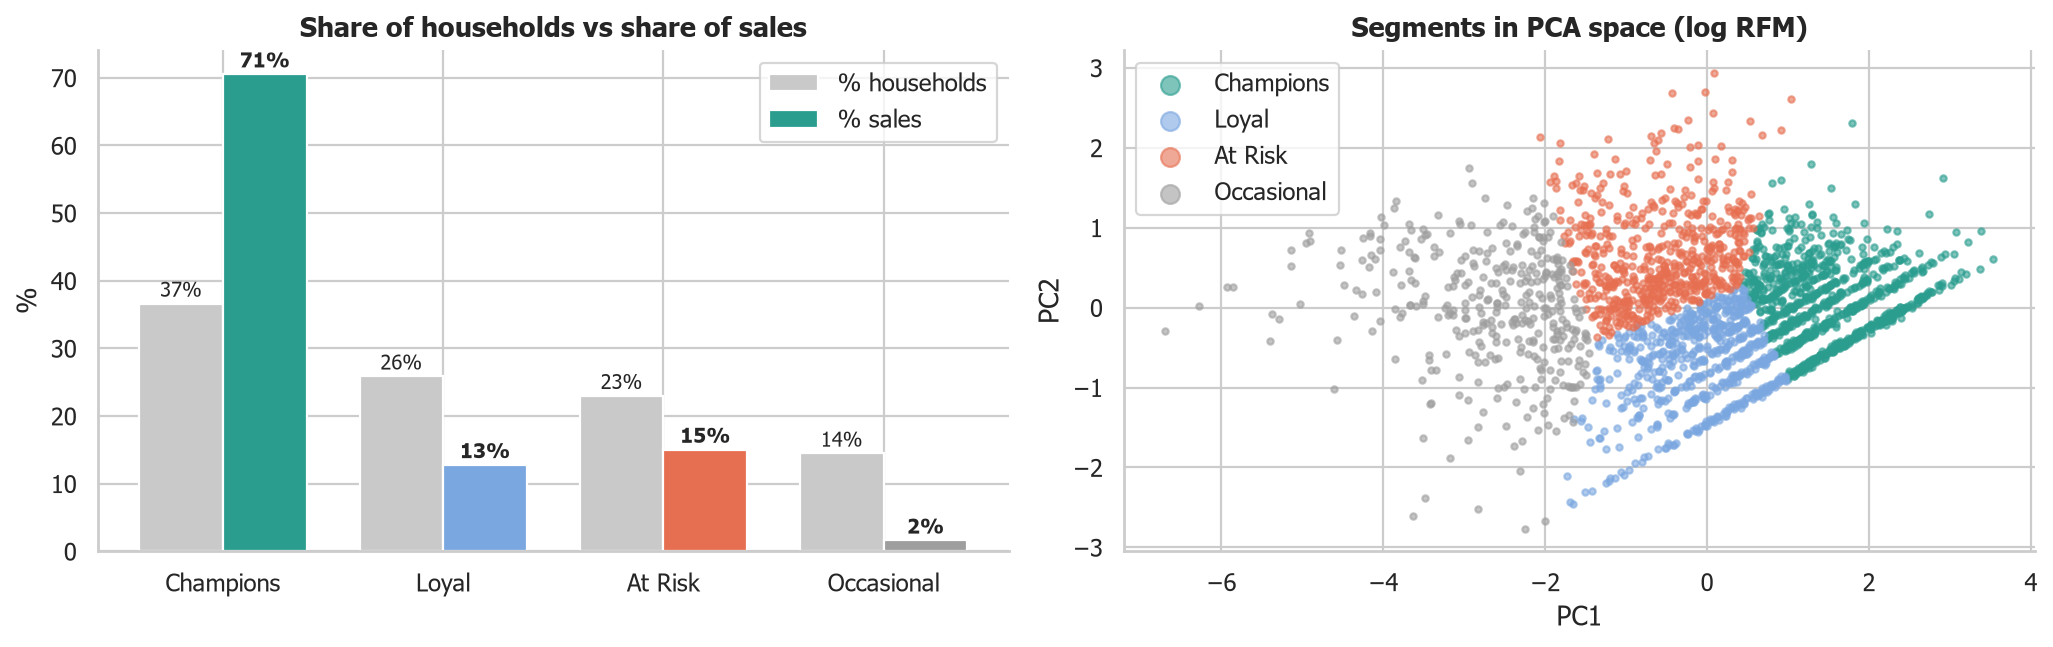 Share of households vs share of sales
%
70
60
50
40
30
20
10
0
37%
71%
26%
13%
23%
15%
14%
2%
% households
% sales
Champions
Loyal
At Risk
Occasional
Segments in PCA space (log RFM)
Champions
Loyal
At Risk
Occasional
PC2
3
2
1
0
−1
−2
−3
−6
−4
−2
0
2
4
PC1